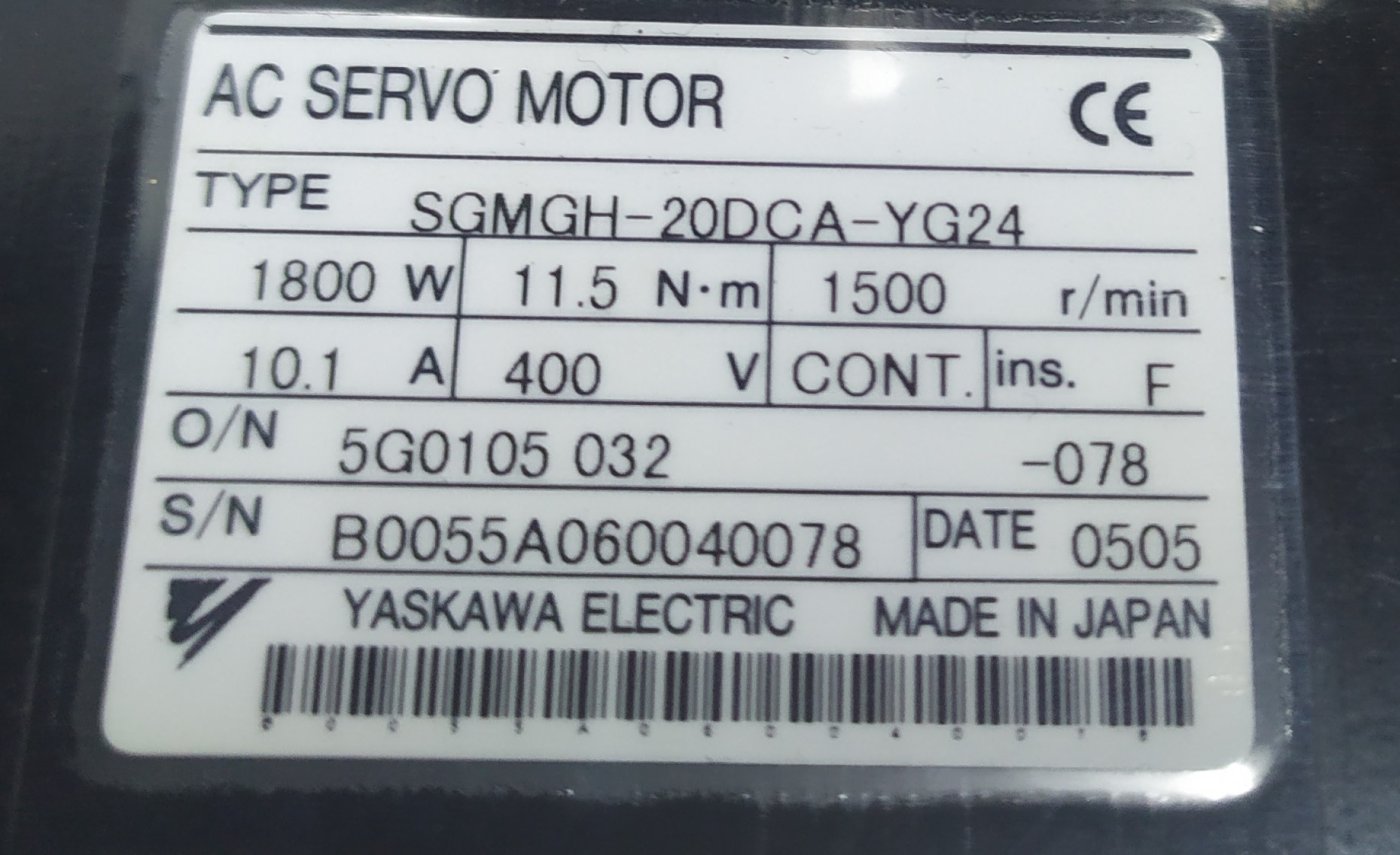 AC SERVO MOTOR CE
TYPE SGMGH-20DCA-YG24
1800 W 11.5 N·m 1500 r/min
10.1 A 400 V CONT. ins. F
O/N 5G0105 032 -078
S/N B0055A060040078 DATE 0505
YASKAWA ELECTRIC MADE IN JAPAN